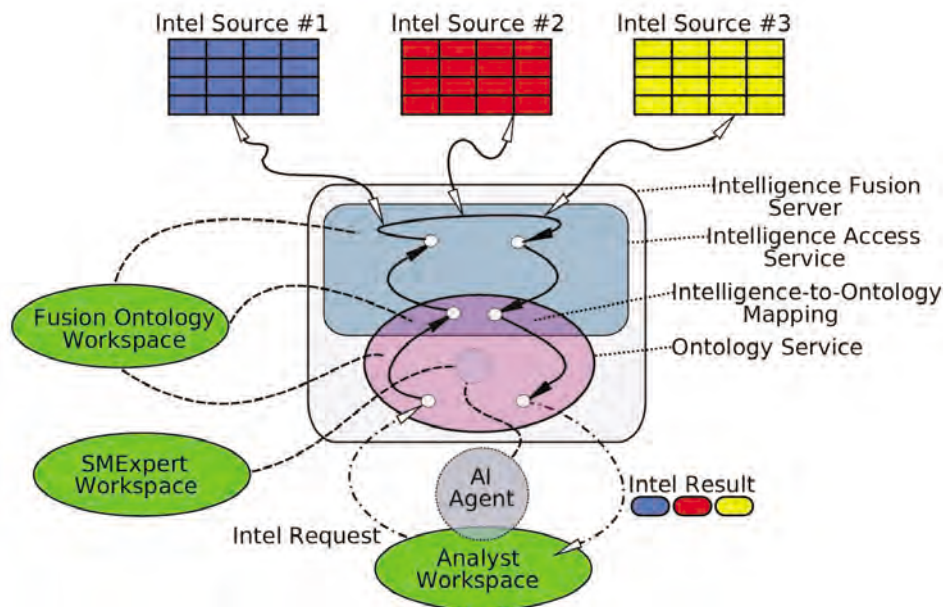 Intel Source #1
Intel Source #2
Intel Source #3
Intelligence Fusion
Server
Intelligence Access
Service
Intelligence-to-Ontology
Mapping
Ontology Service
Fusion Ontology
Workspace
SMExpert
Workspace
AI
Agent
Intel Result
Intel Request
Analyst
Workspace